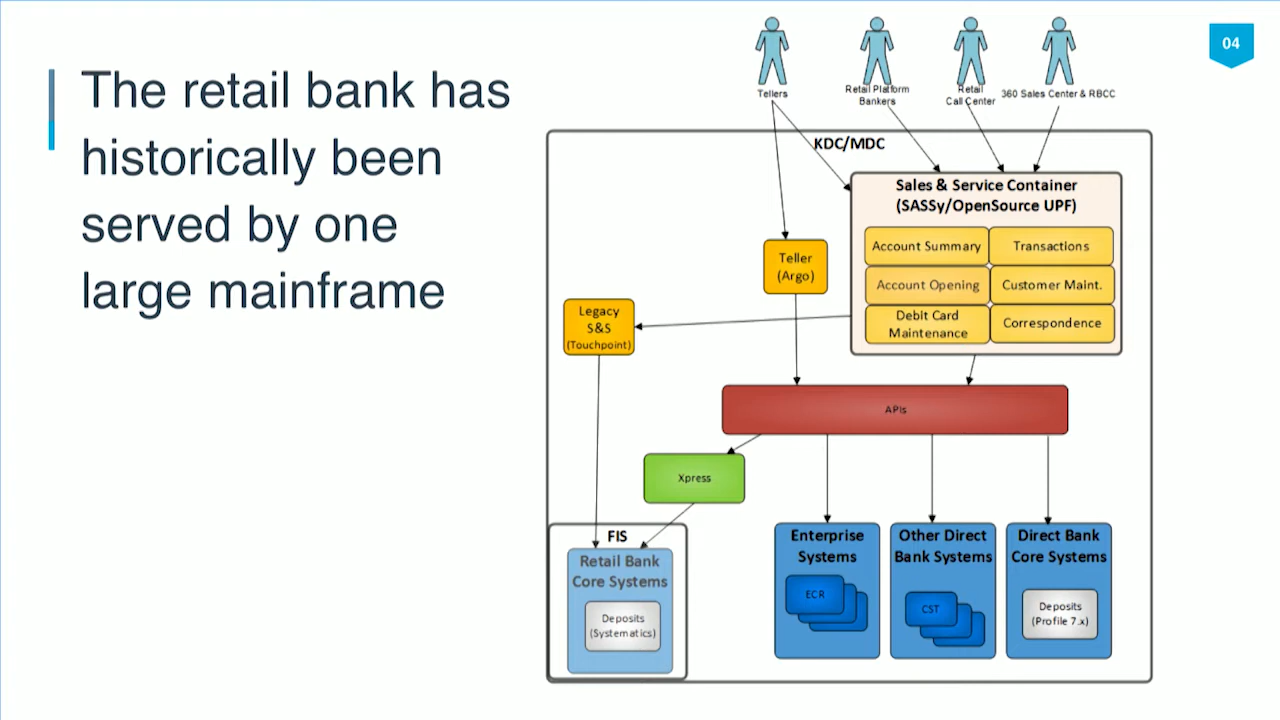 The retail bank has
historically been
served by one
large mainframe
04
Tellers
Retail Platform
Bankers
Retail
Call Center
360 Sales Center & RBCC
KDC/MDC
Sales & Service Container
(SASSy/OpenSource UPF)
Account Summary
Transactions
Account Opening
Customer Maint.
Debit Card
Maintenance
Correspondence
Teller
(Argo)
Legacy
S&S
(Touchpoint)
APIs
Xpress
FIS
Retail Bank
Core Systems
Deposits
(Systematics)
Enterprise
Systems
ECR
Other Direct
Bank Systems
CST
Direct Bank
Core Systems
Deposits
(Profile 7.x)